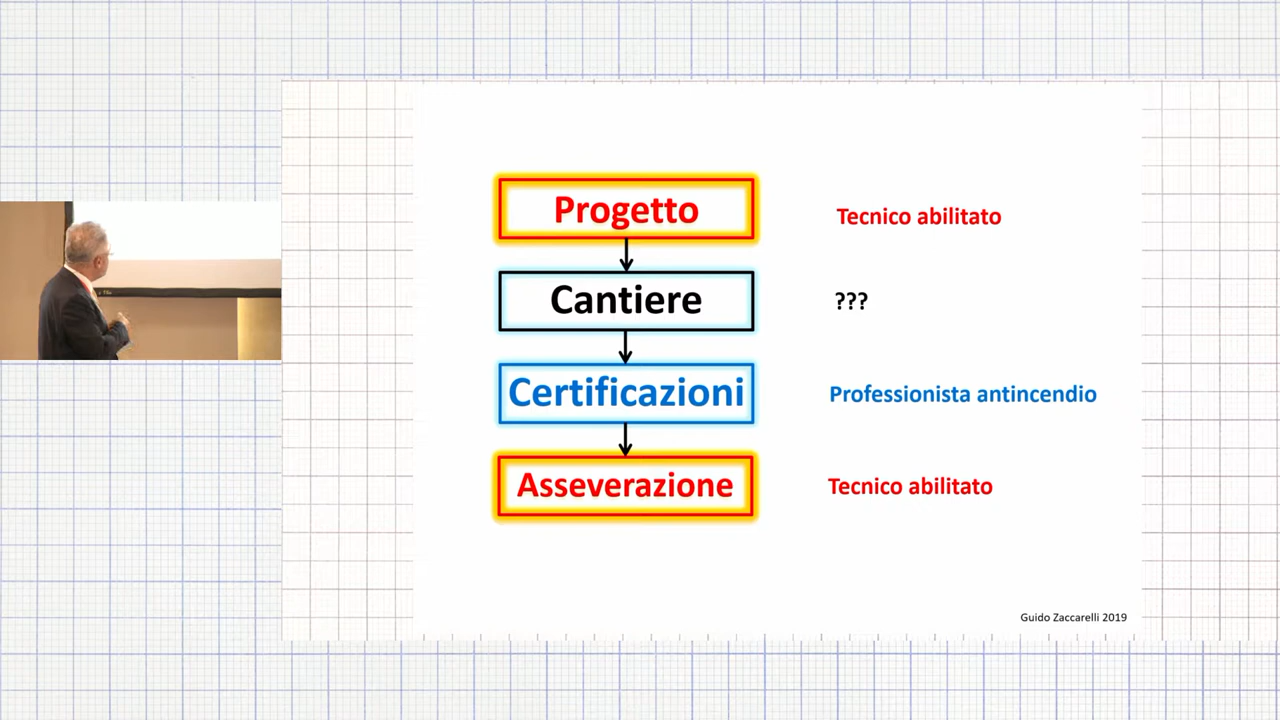 Progetto
Tecnico abilitato
Cantiere
???
Certificazioni
Professionista antincendio
Asseverazione
Tecnico abilitato
Guido Zaccarelli 2019